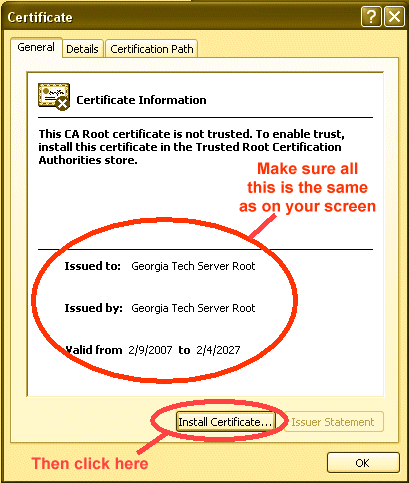 Certificate
General Details Certification Path
Certificate Information
This CA Root certificate is not trusted. To enable trust,
install this certificate in the Trusted Root Certification
Authorities store.
Make sure all
this is the same
as on your screen
Issued to: Georgia Tech Server Root
Issued by: Georgia Tech Server Root
Valid from 2/9/2007 to 2/4/2027
Install Certificate... Issuer Statement
Then click here
OK